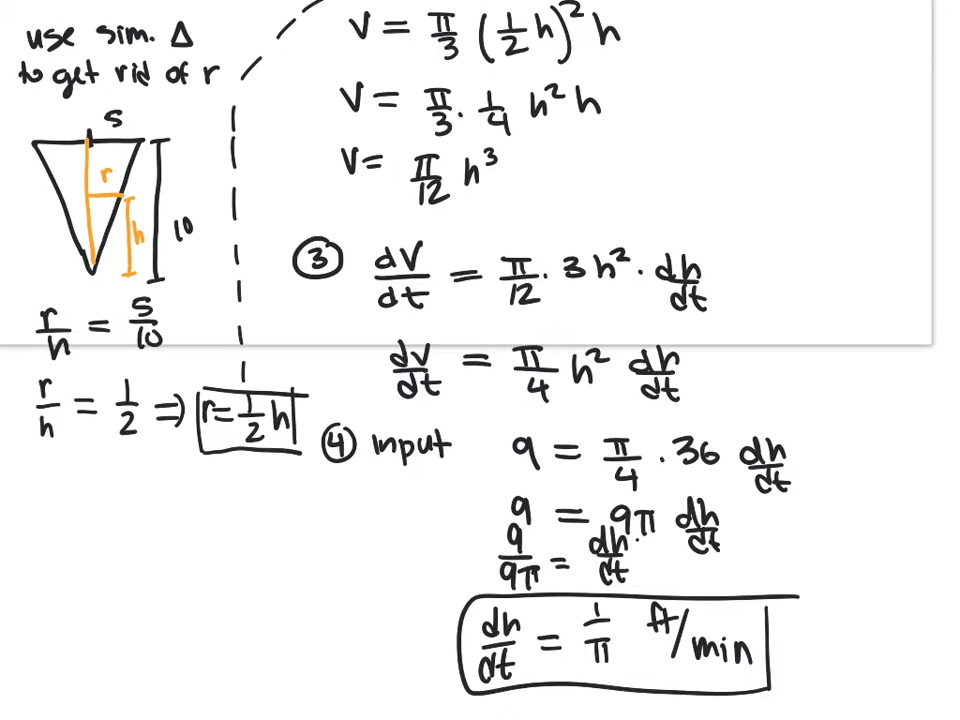 use sim. Δ
to get rid of r
5
r
h
10
r/h = 5/10
r/h = 1/2 ⇒ r = 1/2 h
V = π/3 (1/2 h)² h
V = π/3 · 1/4 h² h
V = π/12 h³
③ dV/dt = π/12 · 3h² · dh/dt
dV/dt = π/4 h² dh/dt
④ input 9 = π/4 · 36 dh/dt
9 = 9π dh/dt
9/9π = dh/dt
dh/dt = 1/π ft/min